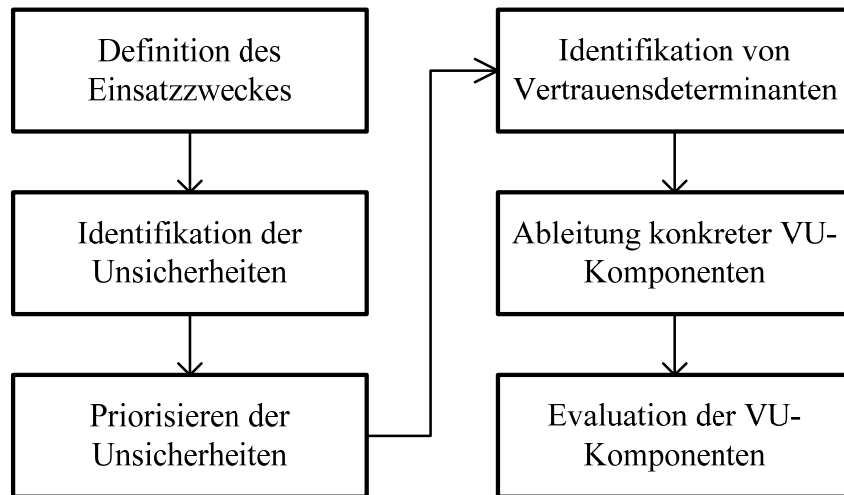 Definition des
Einsatzzweckes
Identifikation der
Unsicherheiten
Priorisieren der
Unsicherheiten
Identifikation von
Vertrauensdeterminanten
Ableitung konkreter VU-
Komponenten
Evaluation der VU-
Komponenten